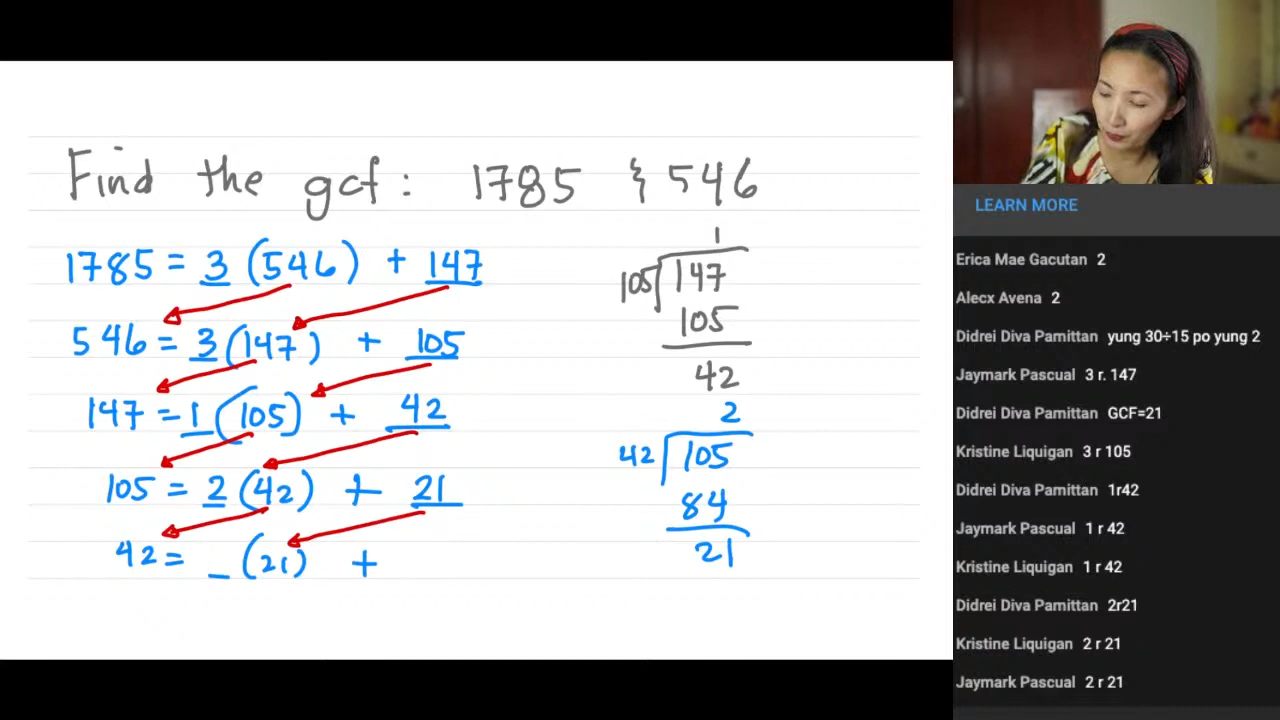 Find the gcf: 1785 & 546
1785 = 3 (546) + 147
546 = 3 (147) + 105
147 = 1 (105) + 42
105 = 2 (42) + 21
42 = _ (21) +
1
105 147
105
42
2
42 105
84
21
LEARN MORE
Erica Mae Gacutan 2
Alecx Avena 2
Didrei Diva Pamittan yung 30÷15 po yung 2
Jaymark Pascual 3 r. 147
Didrei Diva Pamittan GCF=21
Kristine Liquigan 3 r 105
Didrei Diva Pamittan 1r42
Jaymark Pascual 1 r 42
Kristine Liquigan 1 r 42
Didrei Diva Pamittan 2r21
Kristine Liquigan 2 r 21
Jaymark Pascual 2 r 21